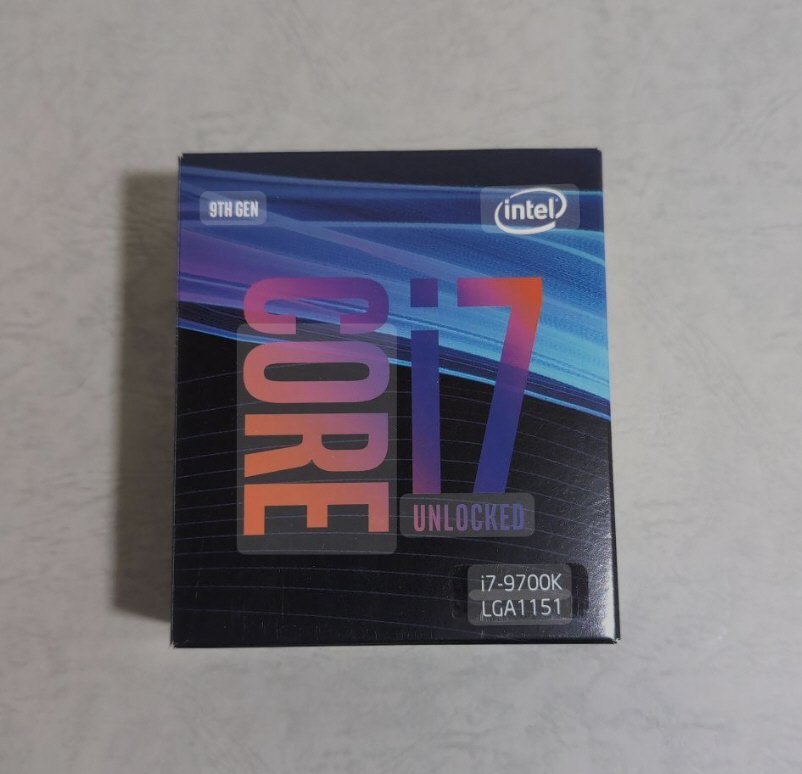 9TH GEN
intel
CORE
i7
UNLOCKED
i7-9700K
LGA1151